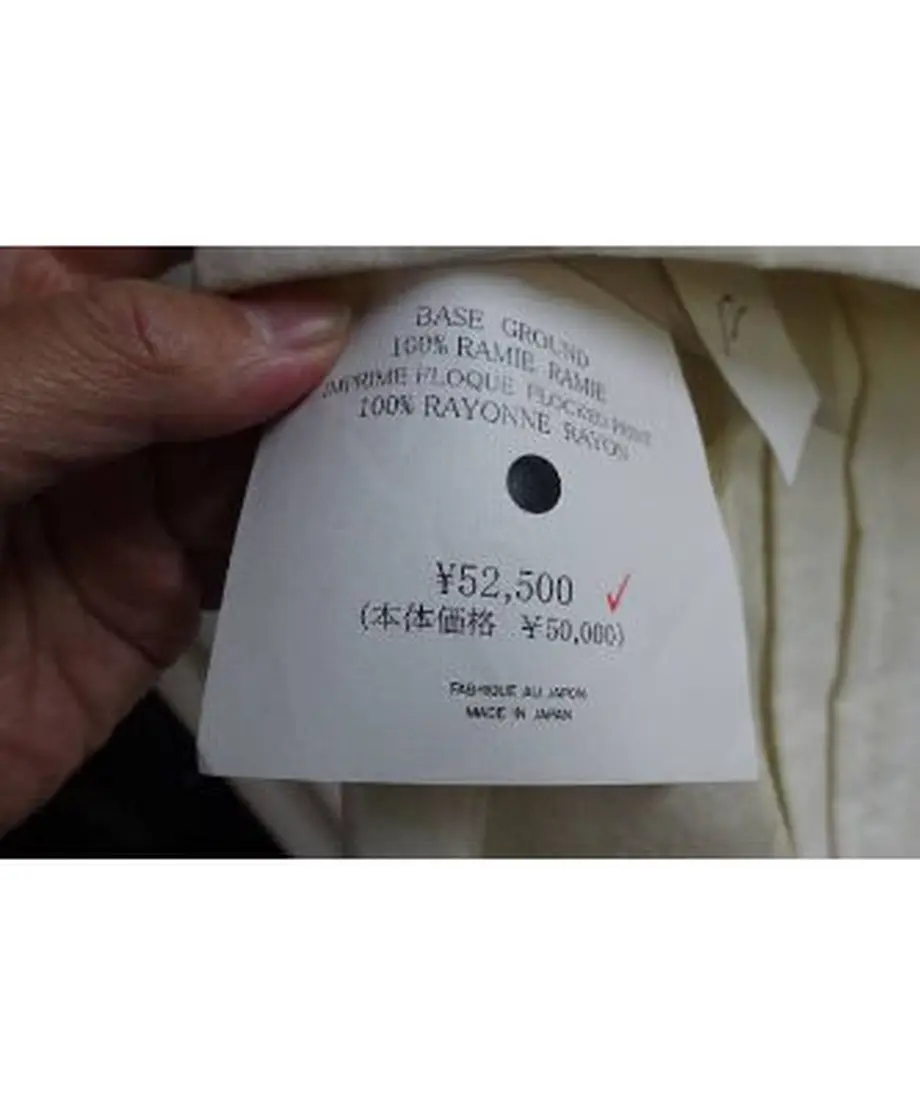 BASE GROUND
100% RAMIE RAMIE
IMPRIME FLOQUE FLOCKED PRINT
100% RAYONNE RAYON
¥52,500
(本体価格 ¥50,000)
FABRIQUE AU JAPON
MADE IN JAPAN